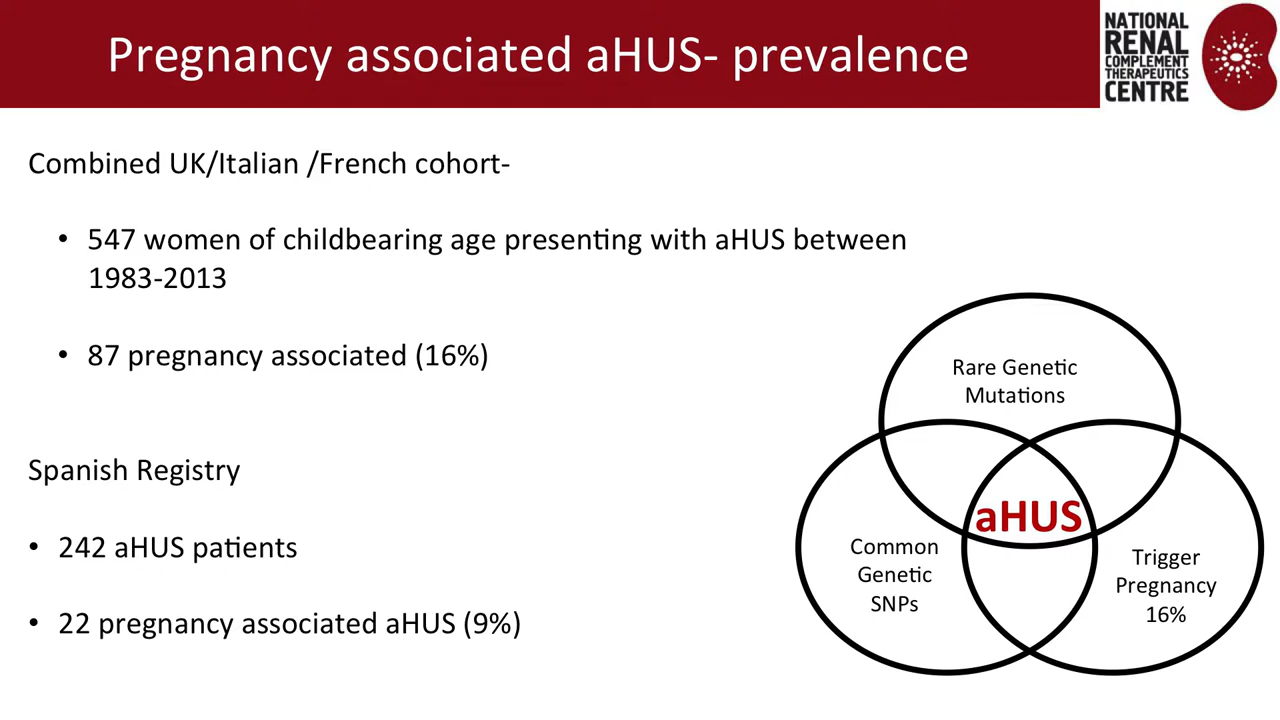 Pregnancy associated aHUS- prevalence
NATIONAL
RENAL
COMPLEMENT
THERAPEUTICS
CENTRE
Combined UK/Italian /French cohort-
• 547 women of childbearing age presenting with aHUS between
1983-2013
• 87 pregnancy associated (16%)
Spanish Registry
• 242 aHUS patients
• 22 pregnancy associated aHUS (9%)
Rare Genetic
Mutations
aHUS
Common
Genetic
SNPs
Trigger
Pregnancy
16%